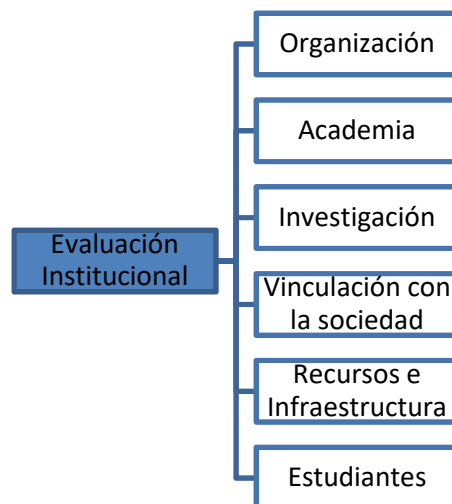 Organización
Academia
Investigación
Evaluación
Institucional
Vinculación con
la sociedad
Recursos e
Infraestructura
Estudiantes